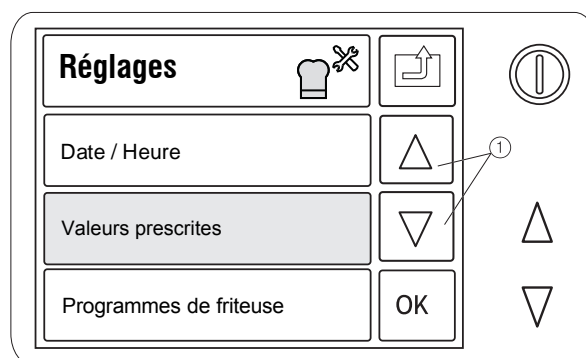 Réglages
Date / Heure
1
Valeurs prescrites
Programmes de friteuse
OK